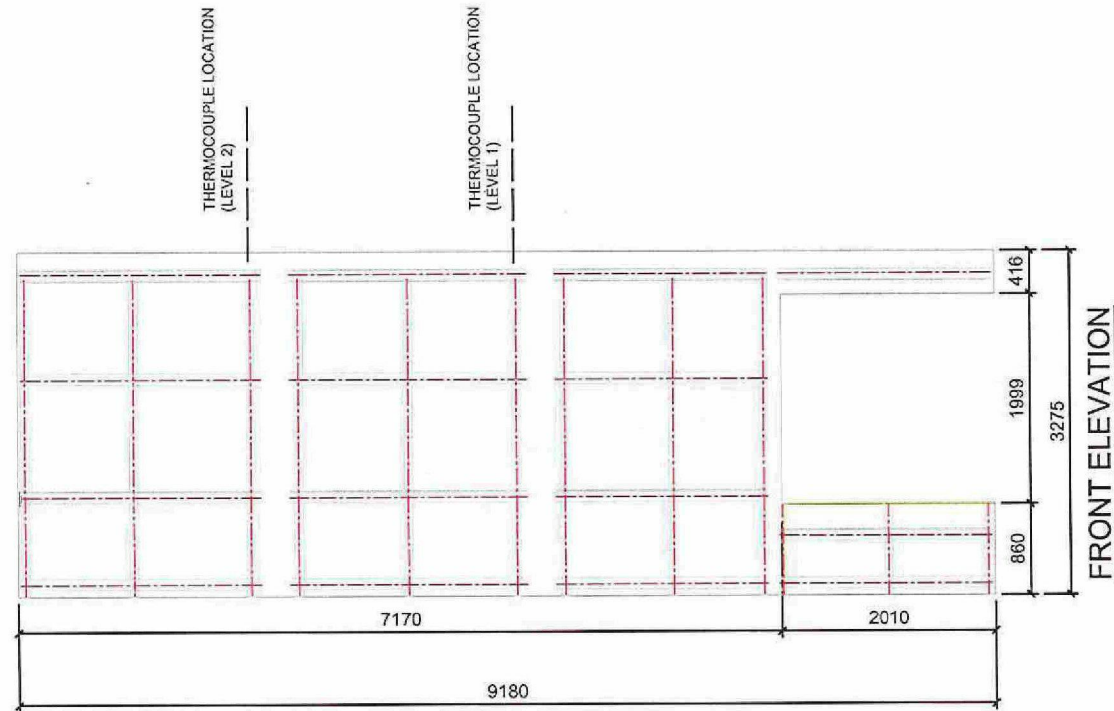 THERMOCOUPLE LOCATION
(LEVEL 2)
THERMOCOUPLE LOCATION
(LEVEL 1)
416
1999
3275
860
7170
2010
9180
FRONT ELEVATION